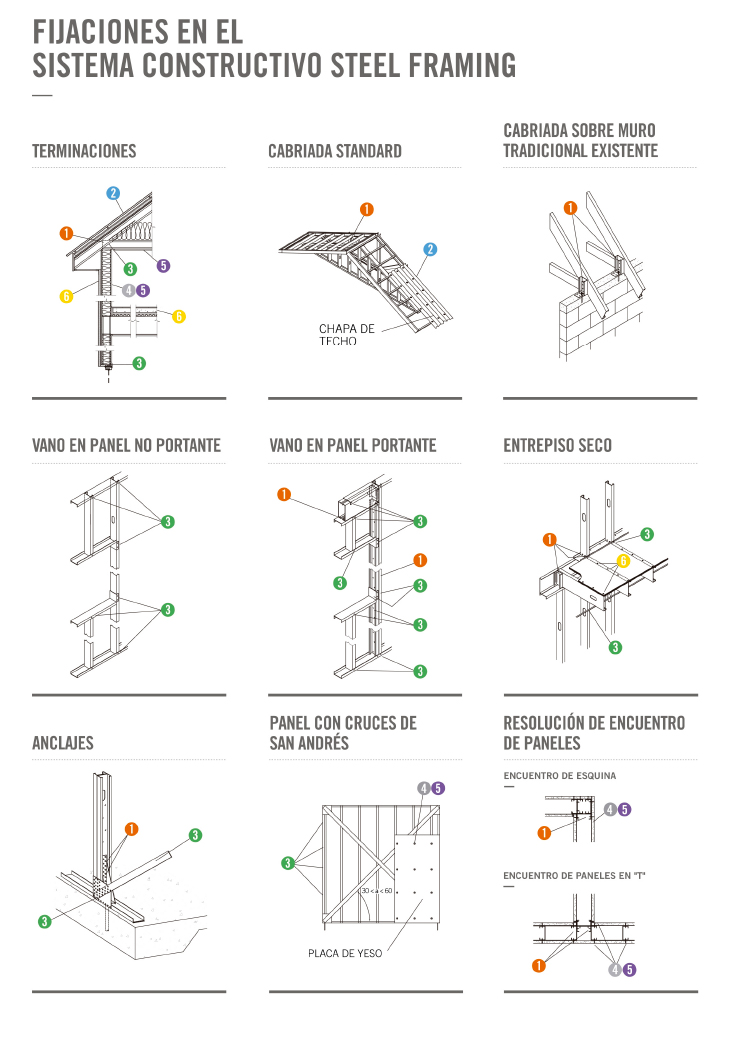 FIJACIONES EN EL
SISTEMA CONSTRUCTIVO STEEL FRAMING
TERMINACIONES
2
1
3
5
4 5
6
6
3
CABRIADA STANDARD
1
2
CHAPA DE
TECHO
CABRIADA SOBRE MURO
TRADICIONAL EXISTENTE
1
VANO EN PANEL NO PORTANTE
3
3
VANO EN PANEL PORTANTE
1
3
1
3
3
3
3
ENTREPISO SECO
1
3
6
3
ANCLAJES
1
3
3
PANEL CON CRUCES DE
SAN ANDRÉS
4 5
3
30 < a < 60
PLACA DE YESO
RESOLUCIÓN DE ENCUENTRO
DE PANELES
ENCUENTRO DE ESQUINA
4 5
1
ENCUENTRO DE PANELES EN "T"
1
4 5